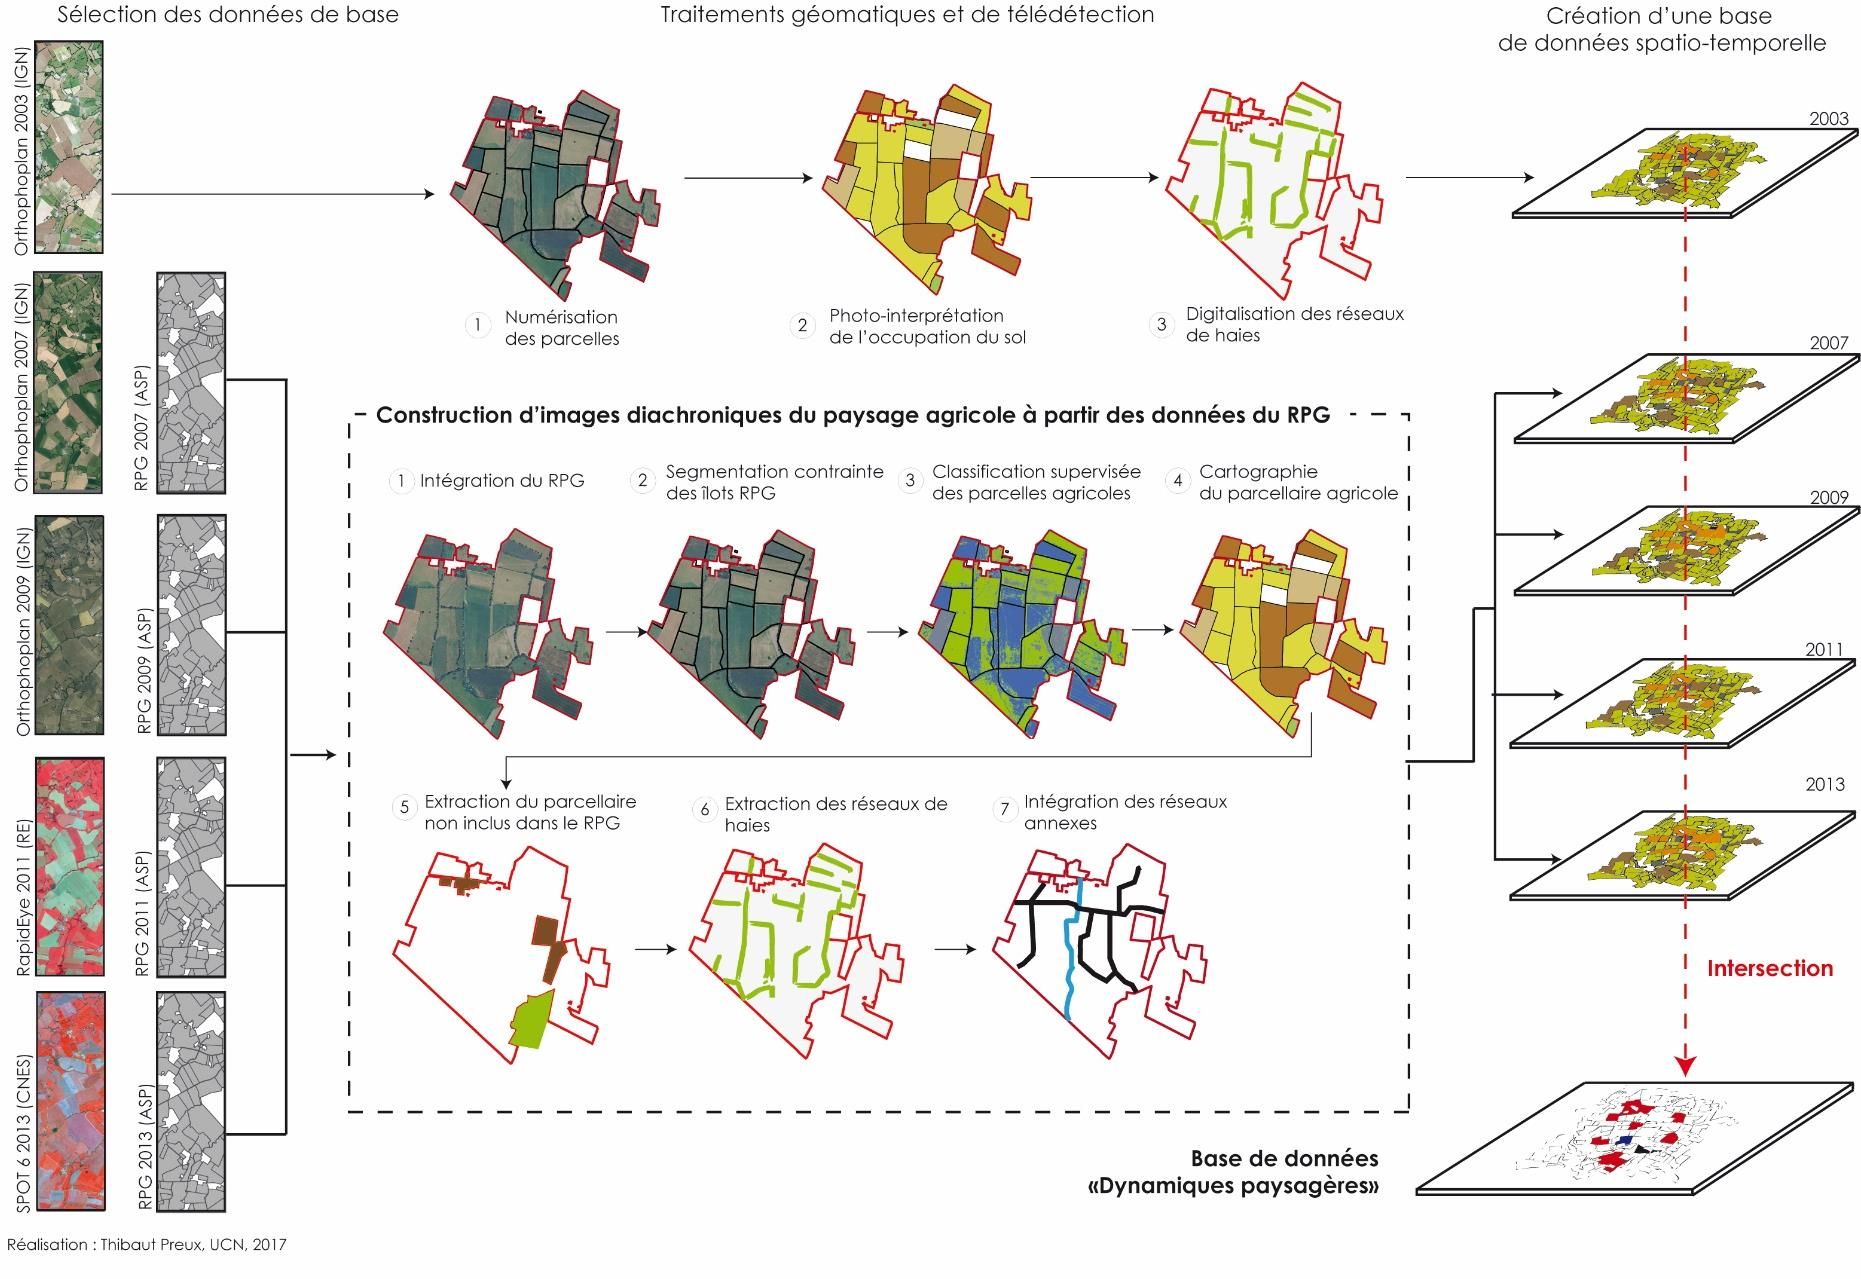 Sélection des données de base
Traitements géomatiques et de télédétection
Création d'une base
de données spatio-temporelle
Orthophoplan 2003 (IGN)
Orthophoplan 2007 (IGN)
RPG 2007 (ASP)
Orthophoplan 2009 (IGN)
RPG 2009 (ASP)
RapidEye 2011 (RE)
RPG 2011 (ASP)
SPOT 6 2013 (CNES)
RPG 2013 (ASP)
1 Numérisation
des parcelles
2 Photo-interprétation
de l'occupation du sol
3 Digitalisation des réseaux
de haies
Construction d'images diachroniques du paysage agricole à partir des données du RPG
1 Intégration du RPG
2 Segmentation contrainte
des îlots RPG
3 Classification supervisée
des parcelles agricoles
4 Cartographie
du parcellaire agricole
5 Extraction du parcellaire
non inclus dans le RPG
6 Extraction des réseaux de
haies
7 Intégration des réseaux
annexes
2003
2007
2009
2011
2013
Intersection
Base de données
«Dynamiques paysagères»
Réalisation : Thibaut Preux, UCN, 2017